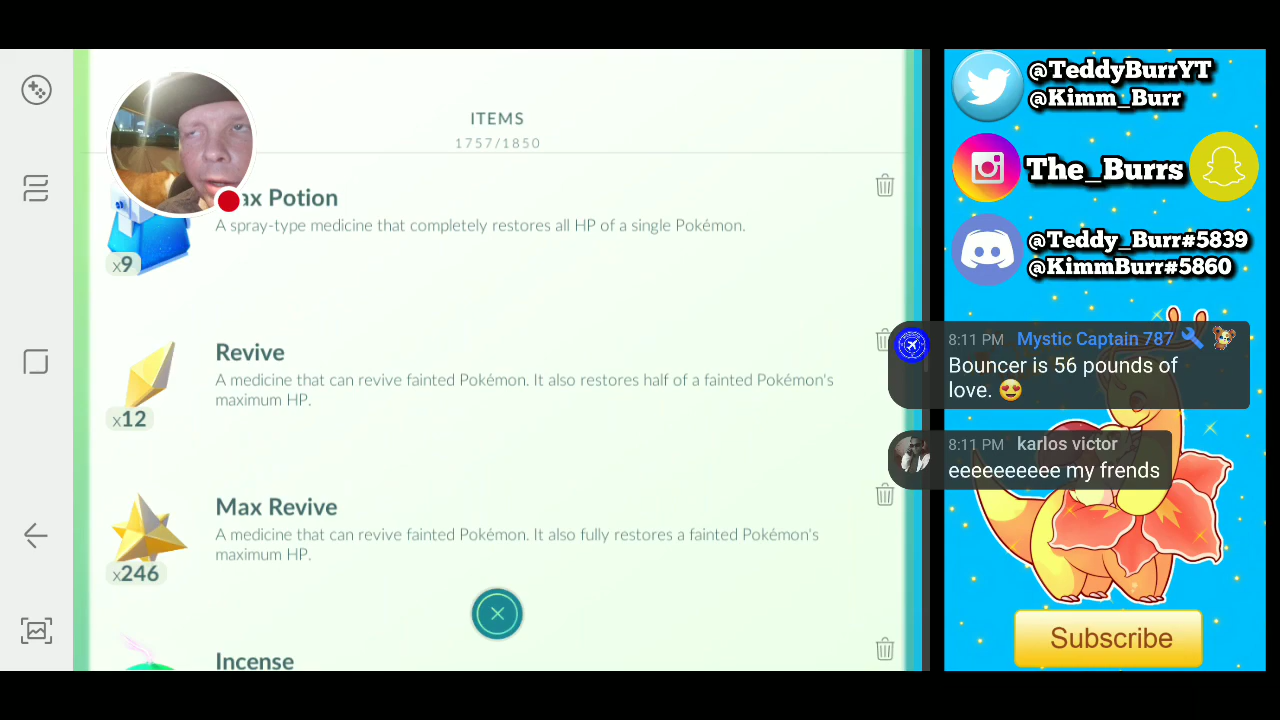 ITEMS
1757/1850
ax Potion
A spray-type medicine that completely restores all HP of a single Pokémon.
x9
Revive
A medicine that can revive fainted Pokémon. It also restores half of a fainted Pokémon's
maximum HP.
x12
Max Revive
A medicine that can revive fainted Pokémon. It also fully restores a fainted Pokémon's
maximum HP.
x246
Incense
@TeddyBurrYT
@Kimm_Burr
The_Burrs
@Teddy_Burr#5839
@KimmBurr#5860
8:11 PM Mystic Captain 787
Bouncer is 56 pounds of
love. 😍
8:11 PM karlos victor
eeeeeeeeee my frends
Subscribe